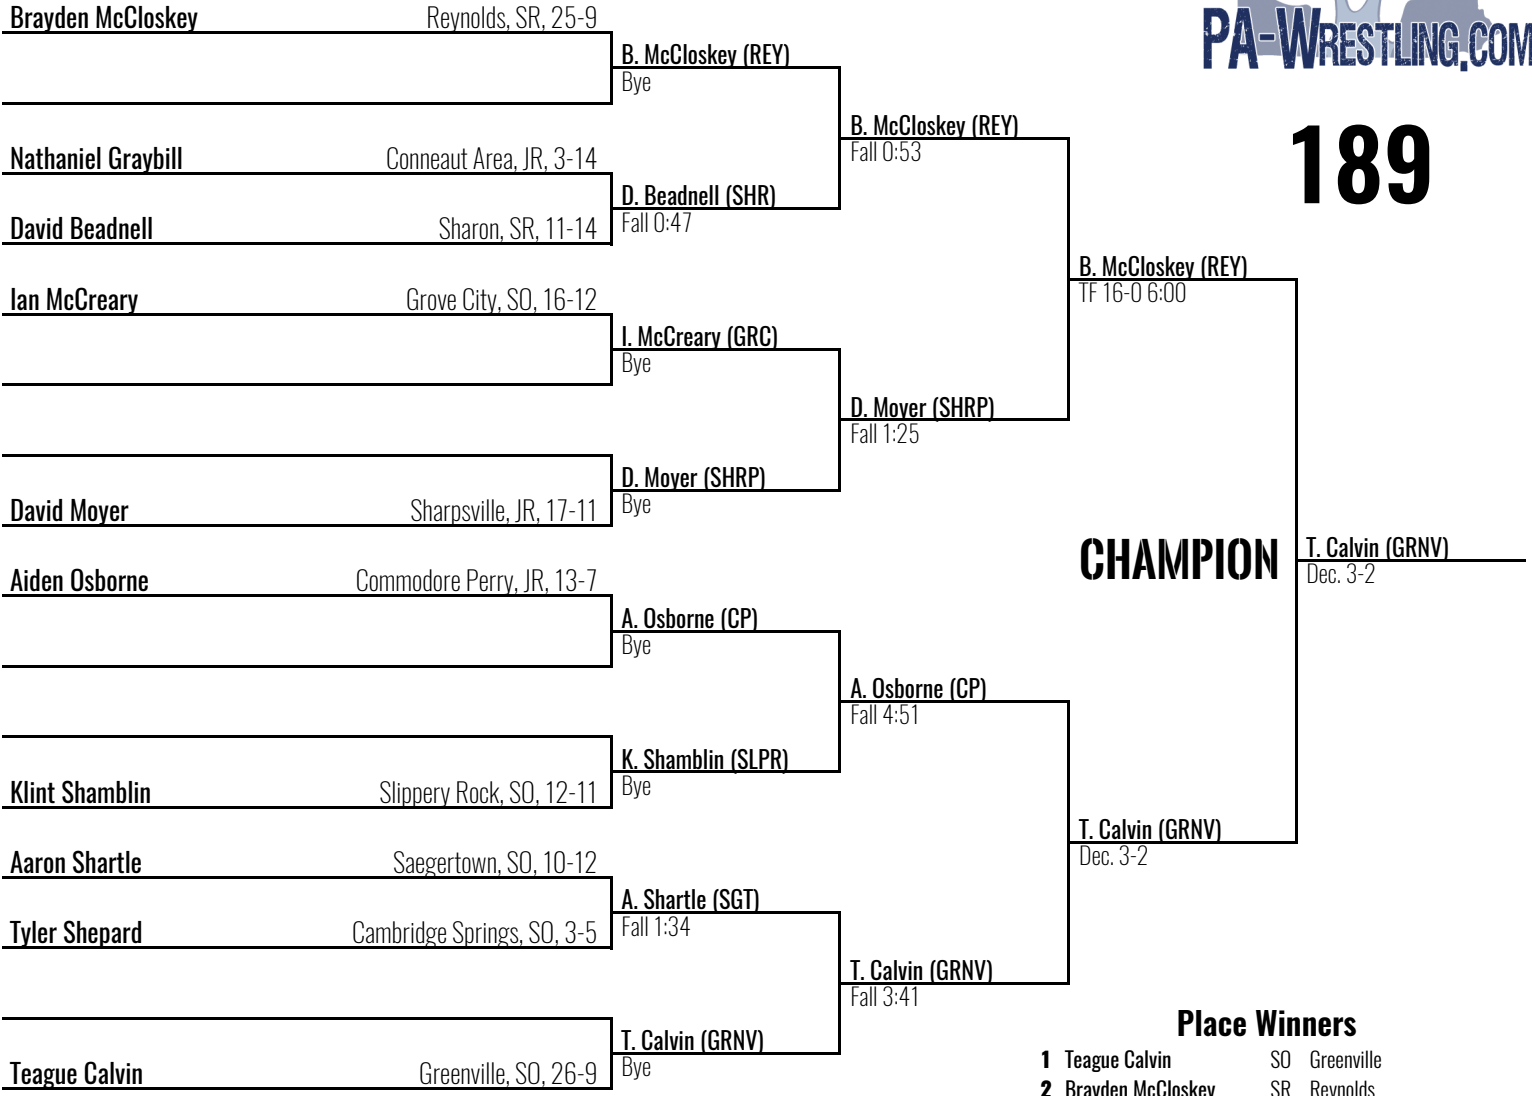 Brayden McCloskey Reynolds, SR, 25-9
PA-WRESTLING.COM
B. McCloskey (REY)
Bye
B. McCloskey (REY)
Fall 0:53
189
Nathaniel Graybill Conneaut Area, JR, 3-14
D. Beadnell (SHR)
Fall 0:47
David Beadnell Sharon, SR, 11-14
B. McCloskey (REY)
TF 16-0 6:00
Ian McCreary Grove City, SO, 16-12
I. McCreary (GRC)
Bye
D. Moyer (SHRP)
Fall 1:25
D. Moyer (SHRP)
Bye
David Moyer Sharpsville, JR, 17-11
CHAMPION
T. Calvin (GRNV)
Dec. 3-2
Aiden Osborne Commodore Perry, JR, 13-7
A. Osborne (CP)
Bye
A. Osborne (CP)
Fall 4:51
K. Shamblin (SLPR)
Bye
Klint Shamblin Slippery Rock, SO, 12-11
T. Calvin (GRNV)
Dec. 3-2
Aaron Shartle Saegertown, SO, 10-12
A. Shartle (SGT)
Fall 1:34
Tyler Shepard Cambridge Springs, SO, 3-5
T. Calvin (GRNV)
Fall 3:41
T. Calvin (GRNV)
Bye
Teague Calvin Greenville, SO, 26-9
Place Winners
1 Teague Calvin SO Greenville
2 Brayden McCloskey SR Reynolds